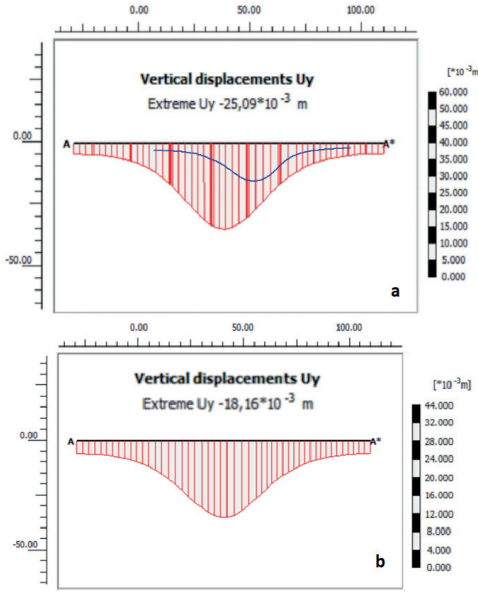 0.00 50.00 100.00
Vertical displacements Uy
Extreme Uy -25,09*10 -3 m
[*10 -3 m
60.000
55.000
50.000
45.000
40.000
35.000
30.000
25.000
20.000
15.000
10.000
5.000
0.000
0.00
A A*
-50.00
a
0.00 50.00 100.00
Vertical displacements Uy
Extreme Uy -18,16*10 -3 m
[*10 -3 m]
44.000
32.000
28.000
24.000
20.000
16.000
12.000
8.000
4.000
0.000
0.00
A A*
-50.00
b